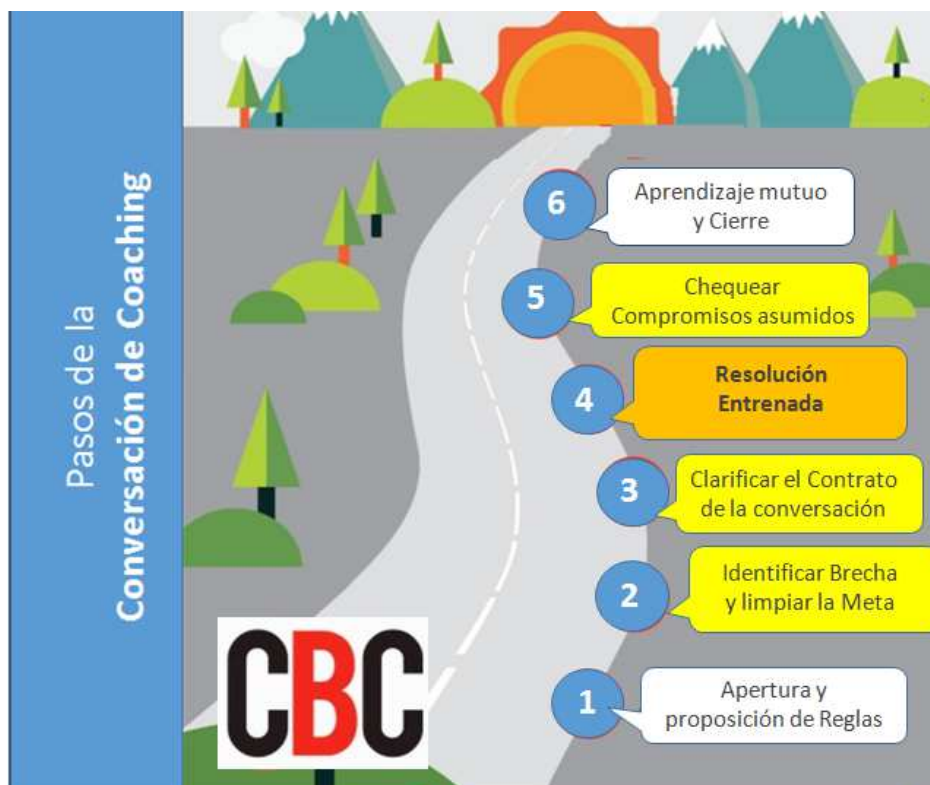 Pasos de la
Conversación de Coaching
6
Aprendizaje mutuo
y Cierre
5
Chequear
Compromisos asumidos
4
Resolución
Entrenada
3
Clarificar el Contrato
de la conversación
2
Identificar Brecha
y limpiar la Meta
1
Apertura y
proposición de Reglas
CBC